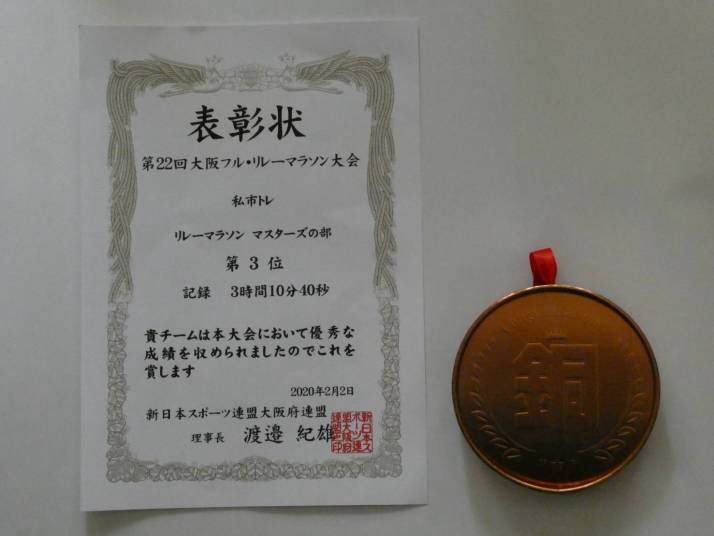 表彰状
第22回大阪フル・リレーマラソン大会
私市トレ
リレーマラソン マスターズの部
第 3 位
記録 3時間10分40秒
貴チームは本大会において優秀な
成績を収められましたのでこれを
賞します
2020年2月2日
新日本スポーツ連盟大阪府連盟
理事長 渡邉 紀雄
銅